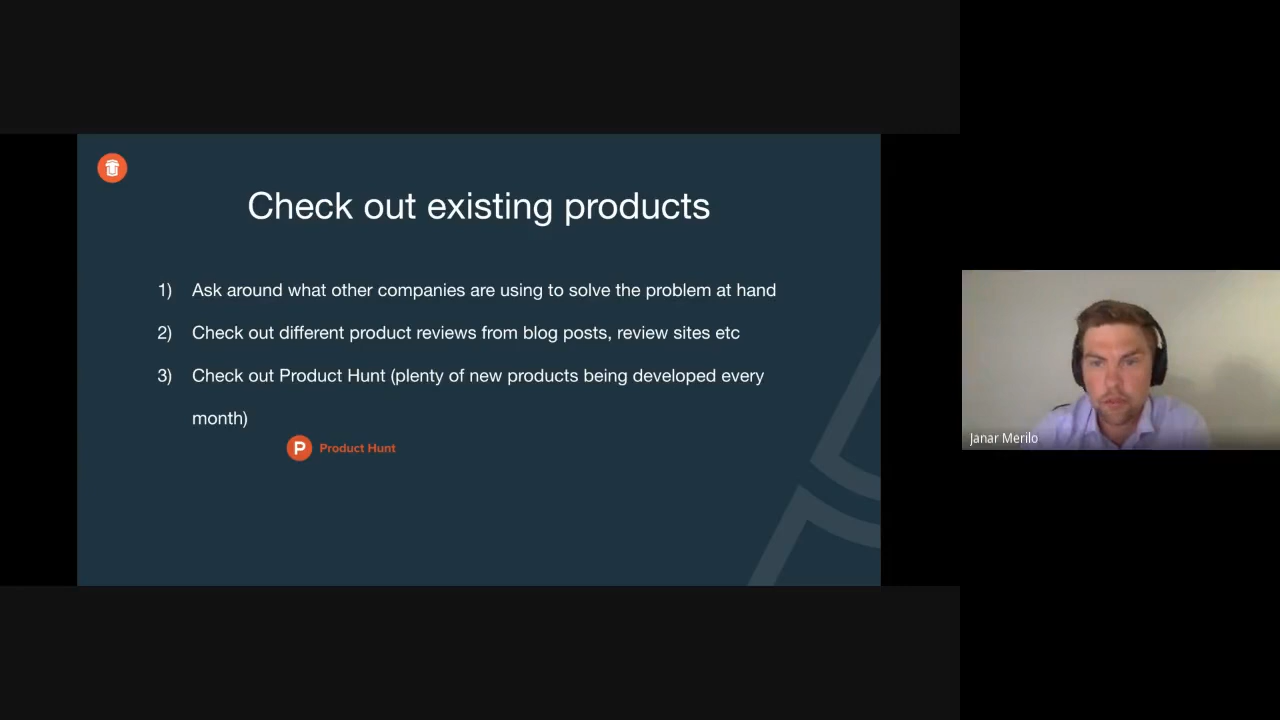 Check out existing products
1) Ask around what other companies are using to solve the problem at hand
2) Check out different product reviews from blog posts, review sites etc
3) Check out Product Hunt (plenty of new products being developed every
month)
P Product Hunt
Janar Merilo